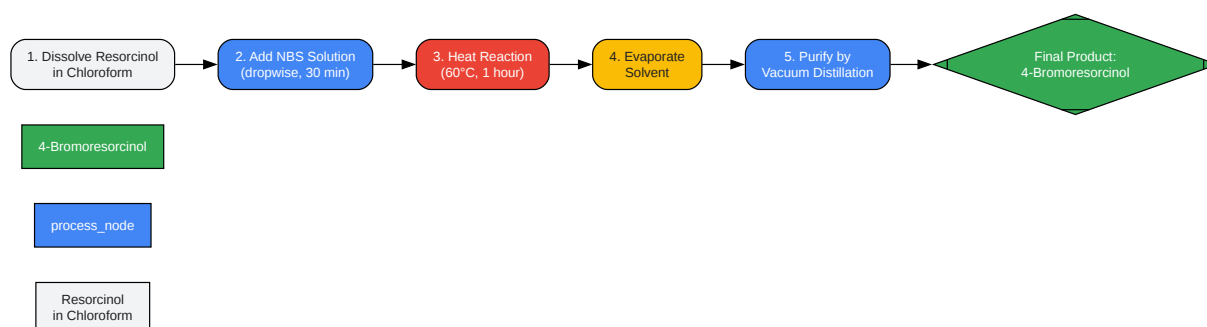 1. Dissolve Resorcinol
in Chloroform
2. Add NBS Solution
(dropwise, 30 min)
3. Heat Reaction
(60°C, 1 hour)
4. Evaporate
Solvent
5. Purify by
Vacuum Distillation
Final Product:
4-Bromoresorcinol
4-Bromoresorcinol
process_node
Resorcinol
in Chloroform